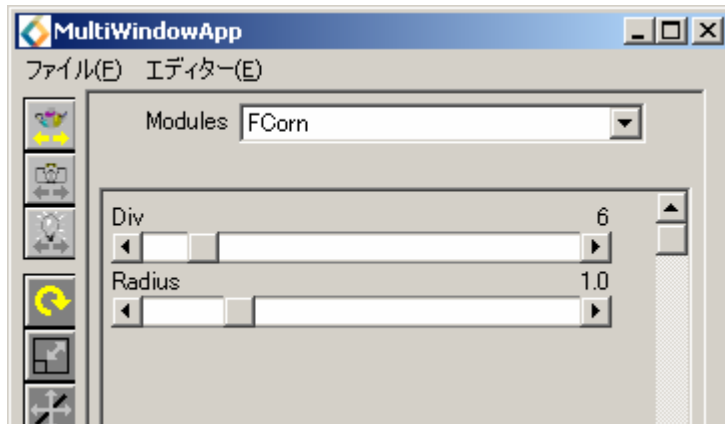 MultiWindowApp
ファイル(F) エディター(E)
Modules FCorn
Div 6
Radius 1.0